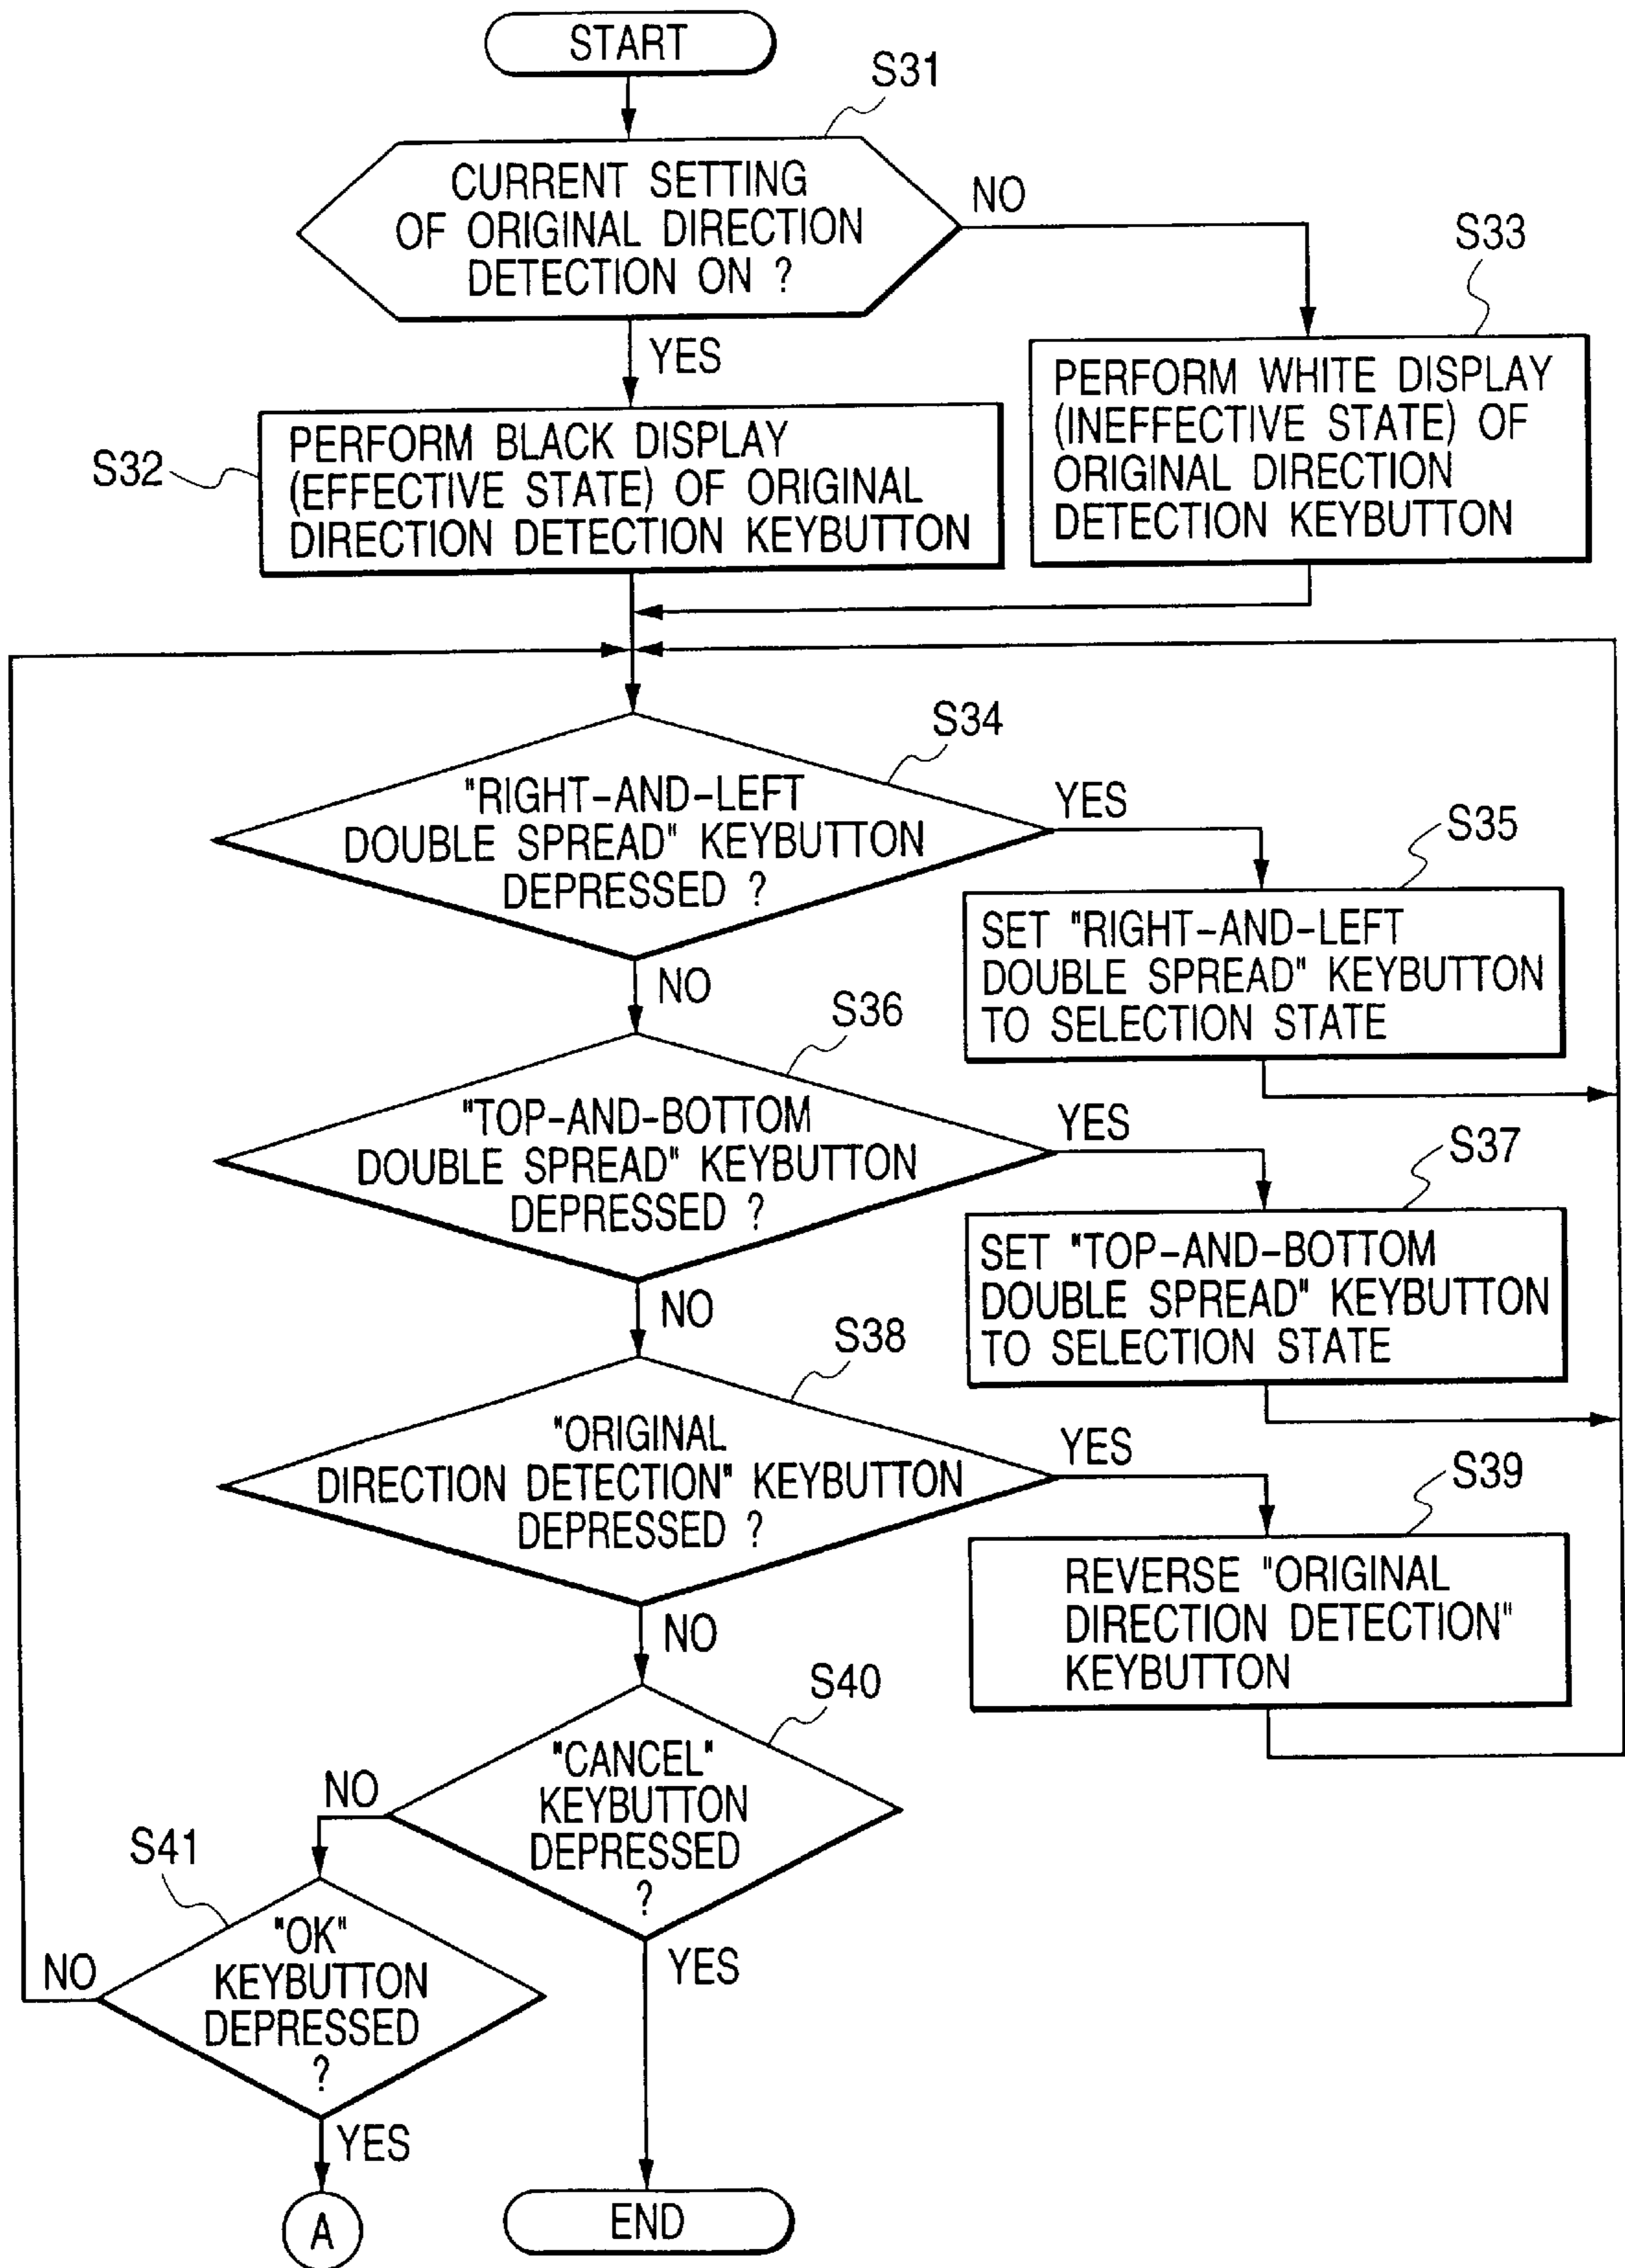 START
S31
CURRENT SETTING
OF ORIGINAL DIRECTION
DETECTION ON ?
NO
YES
S33
PERFORM WHITE DISPLAY
(INEFFECTIVE STATE) OF
ORIGINAL DIRECTION
DETECTION KEYBUTTON
S32
PERFORM BLACK DISPLAY
(EFFECTIVE STATE) OF ORIGINAL
DIRECTION DETECTION KEYBUTTON
S34
"RIGHT-AND-LEFT
DOUBLE SPREAD" KEYBUTTON
DEPRESSED ?
YES
NO
S35
SET "RIGHT-AND-LEFT
DOUBLE SPREAD" KEYBUTTON
TO SELECTION STATE
S36
"TOP-AND-BOTTOM
DOUBLE SPREAD" KEYBUTTON
DEPRESSED ?
YES
NO
S37
SET "TOP-AND-BOTTOM
DOUBLE SPREAD" KEYBUTTON
TO SELECTION STATE
S38
"ORIGINAL
DIRECTION DETECTION" KEYBUTTON
DEPRESSED ?
YES
NO
S39
REVERSE "ORIGINAL
DIRECTION DETECTION"
KEYBUTTON
S40
"CANCEL"
KEYBUTTON
DEPRESSED
?
NO
YES
S41
"OK"
KEYBUTTON
DEPRESSED
?
NO
YES
A
END